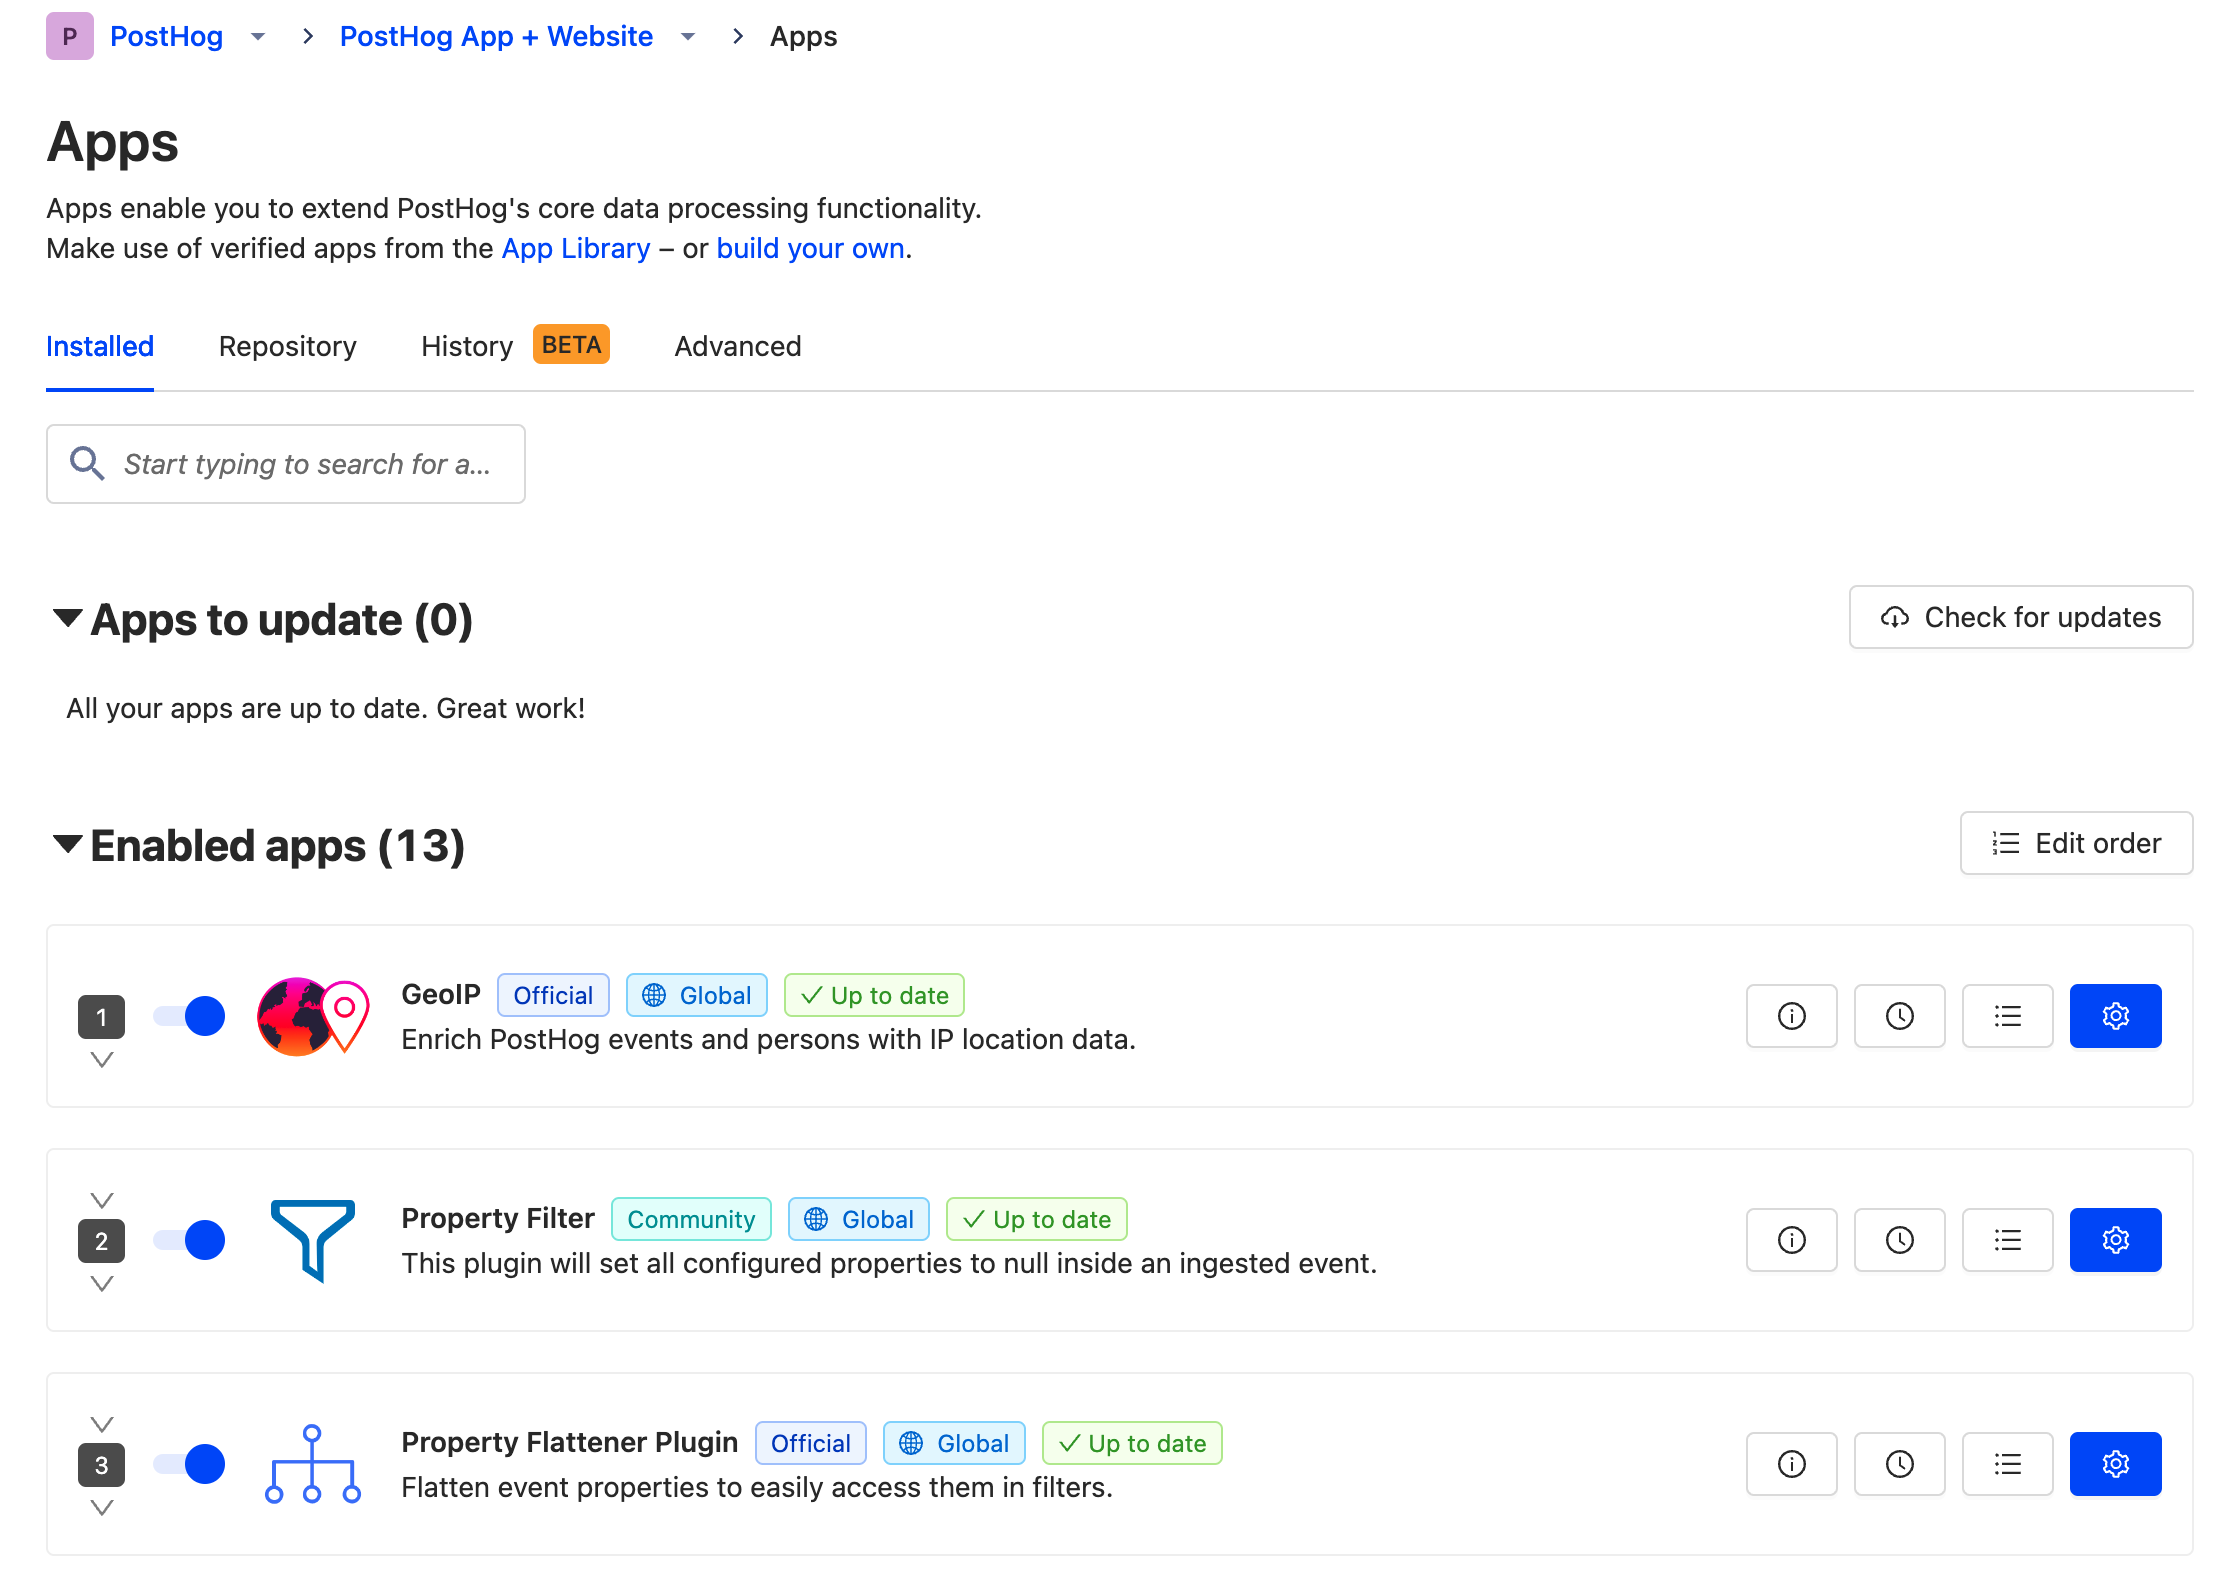 P PostHog PostHog App + Website Apps
Apps
Apps enable you to extend PostHog's core data processing functionality.
Make use of verified apps from the App Library – or build your own.
Installed Repository History BETA Advanced
Start typing to search for a...
Apps to update (0) Check for updates
All your apps are up to date. Great work!
Enabled apps (13) Edit order
1 GeoIP Official Global Up to date
Enrich PostHog events and persons with IP location data.
2 Property Filter Community Global Up to date
This plugin will set all configured properties to null inside an ingested event.
3 Property Flattener Plugin Official Global Up to date
Flatten event properties to easily access them in filters.